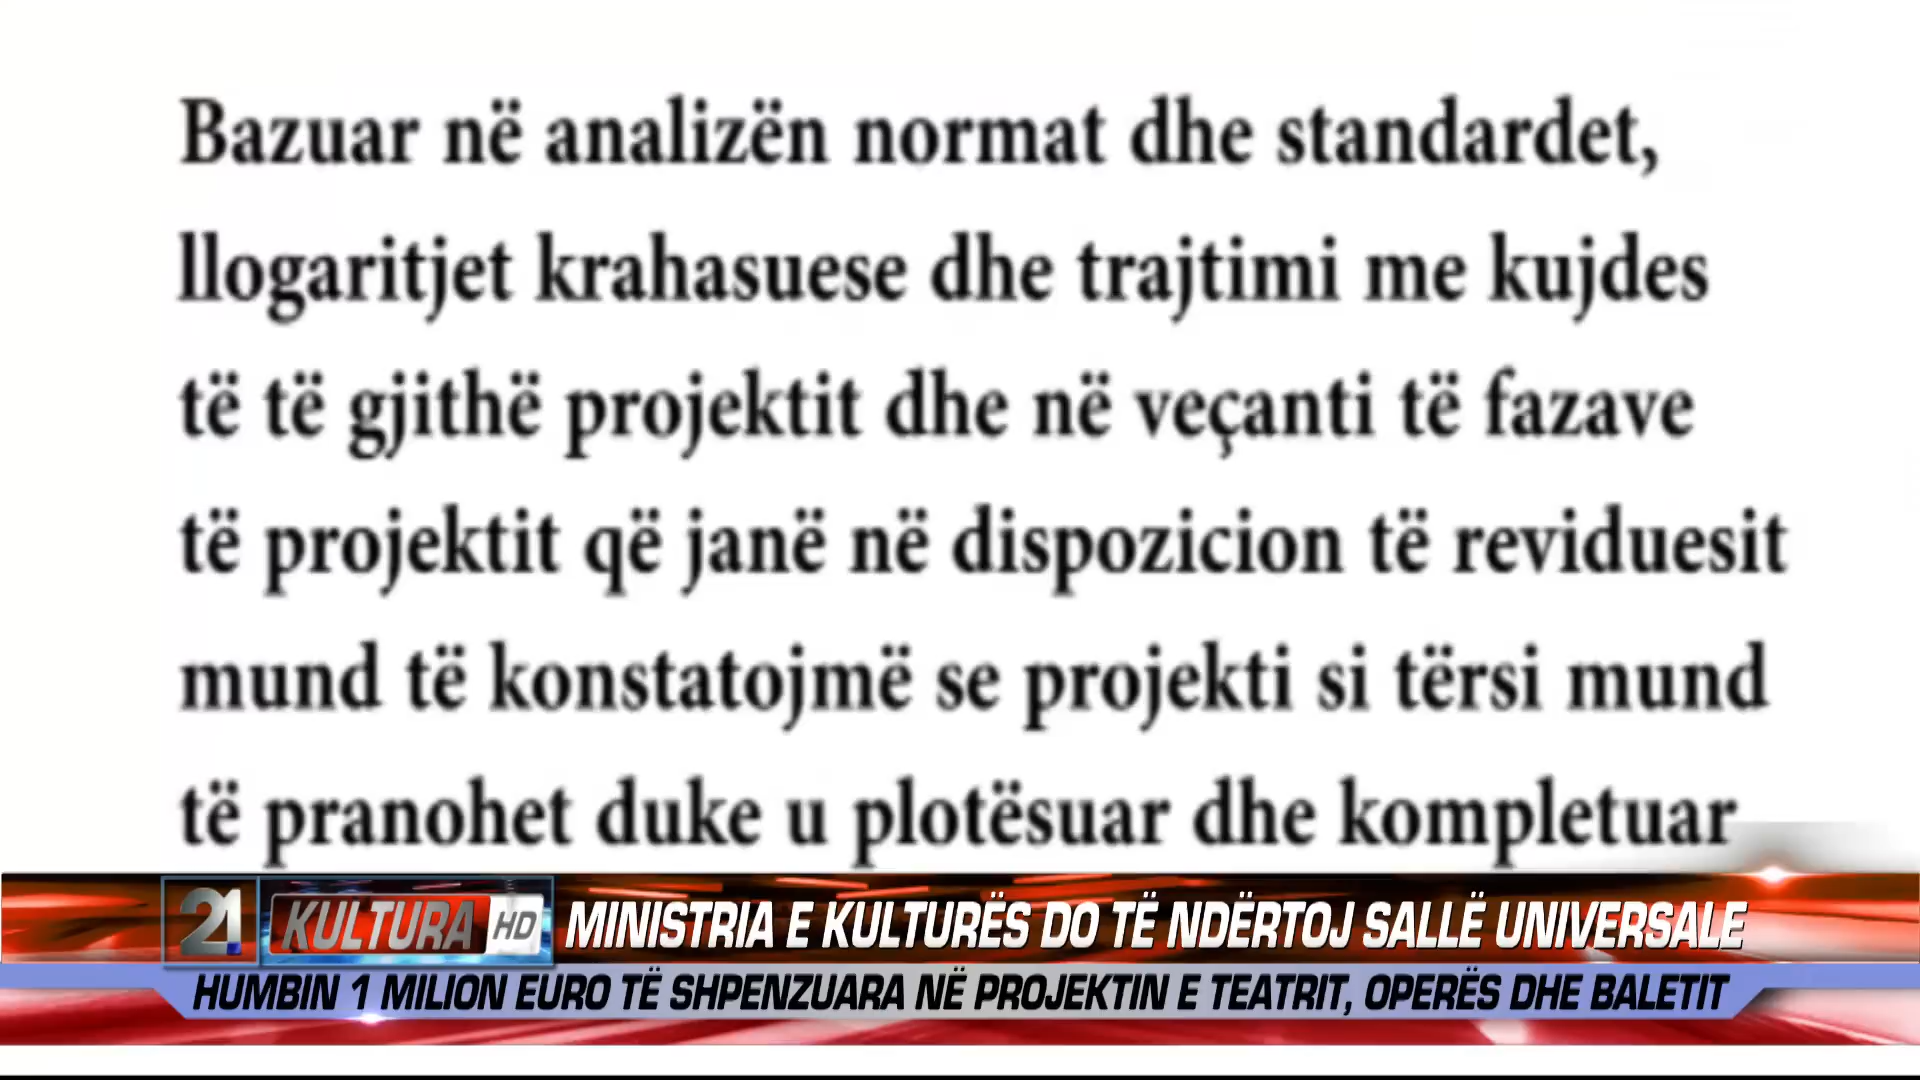 Bazuar në analizën normat dhe standardet,
llogaritjet krahasuese dhe trajtimi me kujdes
të të gjithë projektit dhe në veçanti të fazave
të projektit që janë në dispozicion të reviduesit
mund të konstatojmë se projekti si tërsi mund
të pranohet duke u plotësuar dhe kompletuar
21 KULTURA HD MINISTRIA E KULTURËS DO TË NDËRTOJ SALLË UNIVERSALE
HUMBIN 1 MILION EURO TË SHPENZUARA NË PROJEKTIN E TEATRIT, OPERËS DHE BALETIT